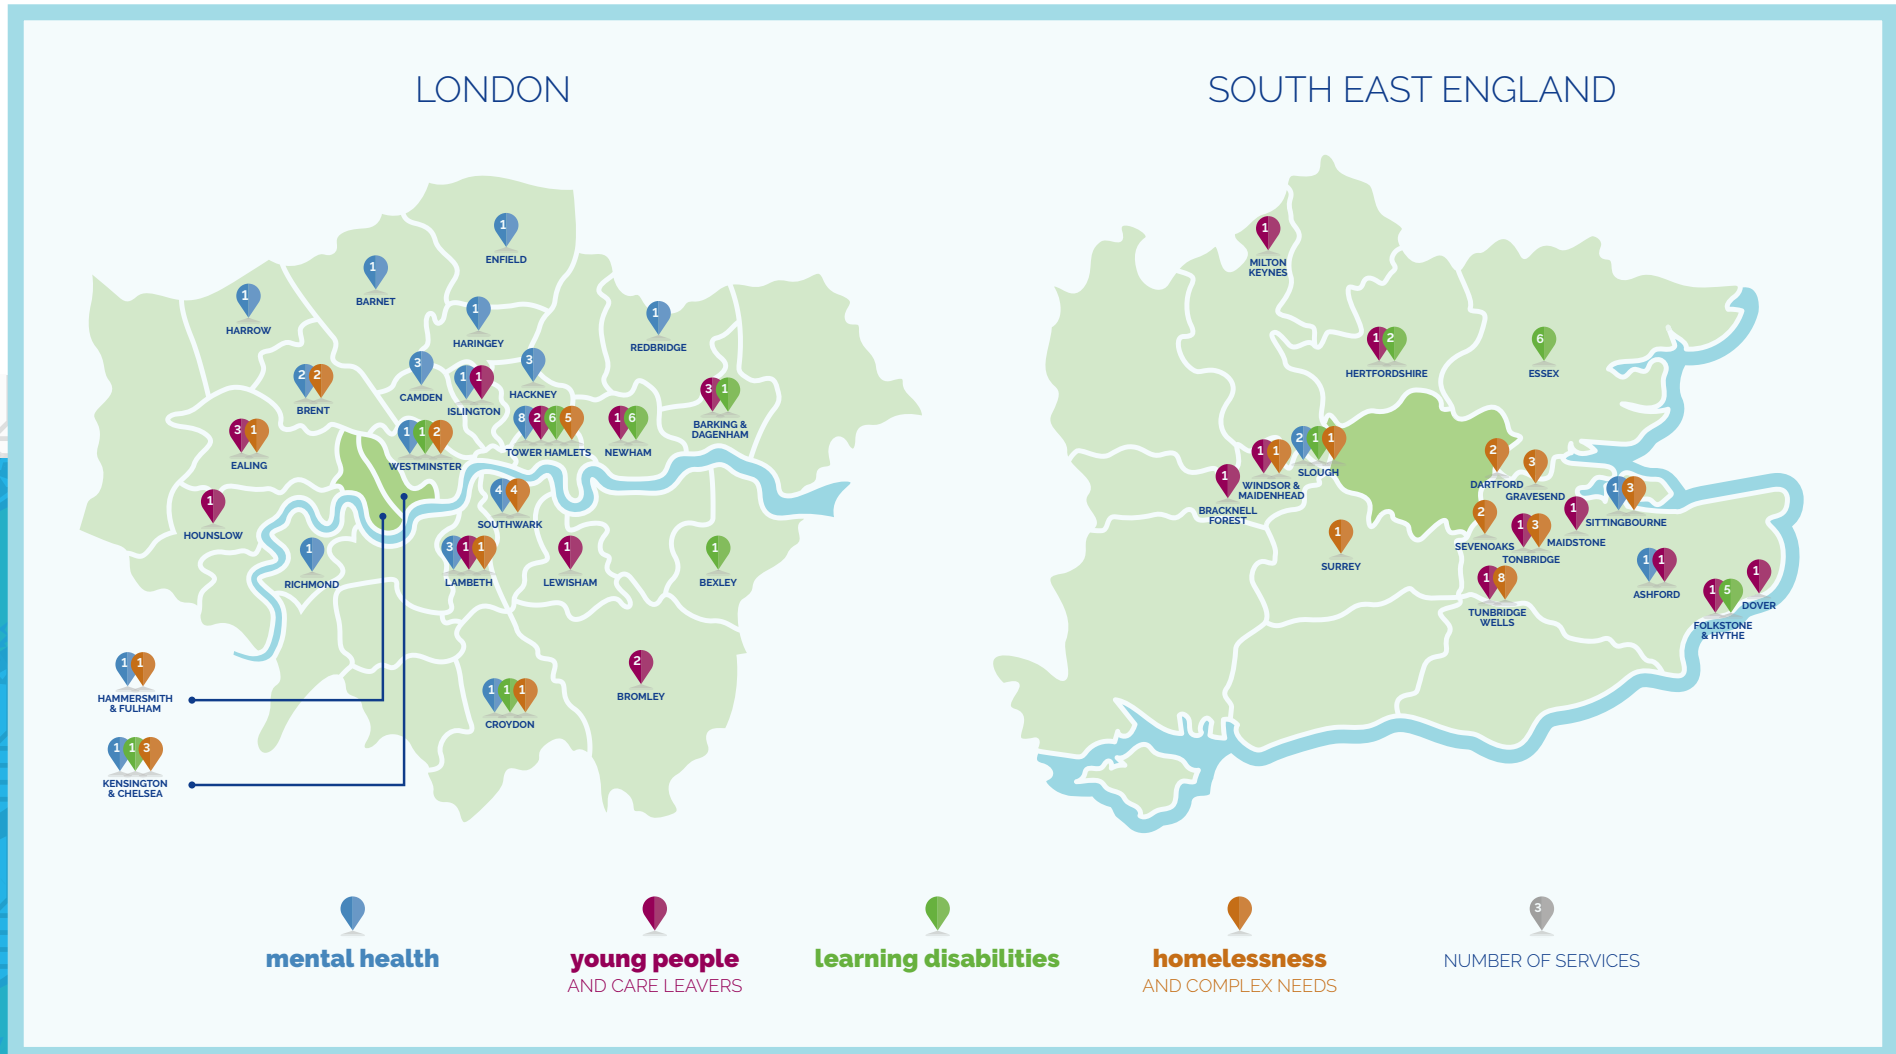 LONDON
SOUTH EAST ENGLAND
1
ENFIELD
1
BARNET
1
HARROW
1
HARINGEY
1
REDBRIDGE
2 2
BRENT
3
CAMDEN
1 1
ISLINGTON
3
HACKNEY
3 1
BARKING &
DAGENHAM
3 1
EALING
1 1 2
WESTMINSTER
8 2 6 5
TOWER HAMLETS
1 6
NEWHAM
1
HOUNSLOW
4 4
SOUTHWARK
1
RICHMOND
3 1 1
LAMBETH
1
LEWISHAM
1
BEXLEY
1 1
HAMMERSMITH
& FULHAM
2
BROMLEY
1 1 1
CROYDON
1 1 3
KENSINGTON
& CHELSEA
1
MILTON
KEYNES
1 2
HERTFORDSHIRE
6
ESSEX
1 1
WINDSOR &
MAIDENHEAD
2 1 1
SLOUGH
1
BRACKNELL
FOREST
2
DARTFORD
3
GRAVESEND
1 3
SITTINGBOURNE
1
SURREY
2
SEVENOAKS
1 3
TONBRIDGE
1
MAIDSTONE
1 8
TUNBRIDGE
WELLS
1 1
ASHFORD
1 5
FOLKSTONE
& HYTHE
1
DOVER
mental health
young people
AND CARE LEAVERS
learning disabilities
homelessness
AND COMPLEX NEEDS
3
NUMBER OF SERVICES